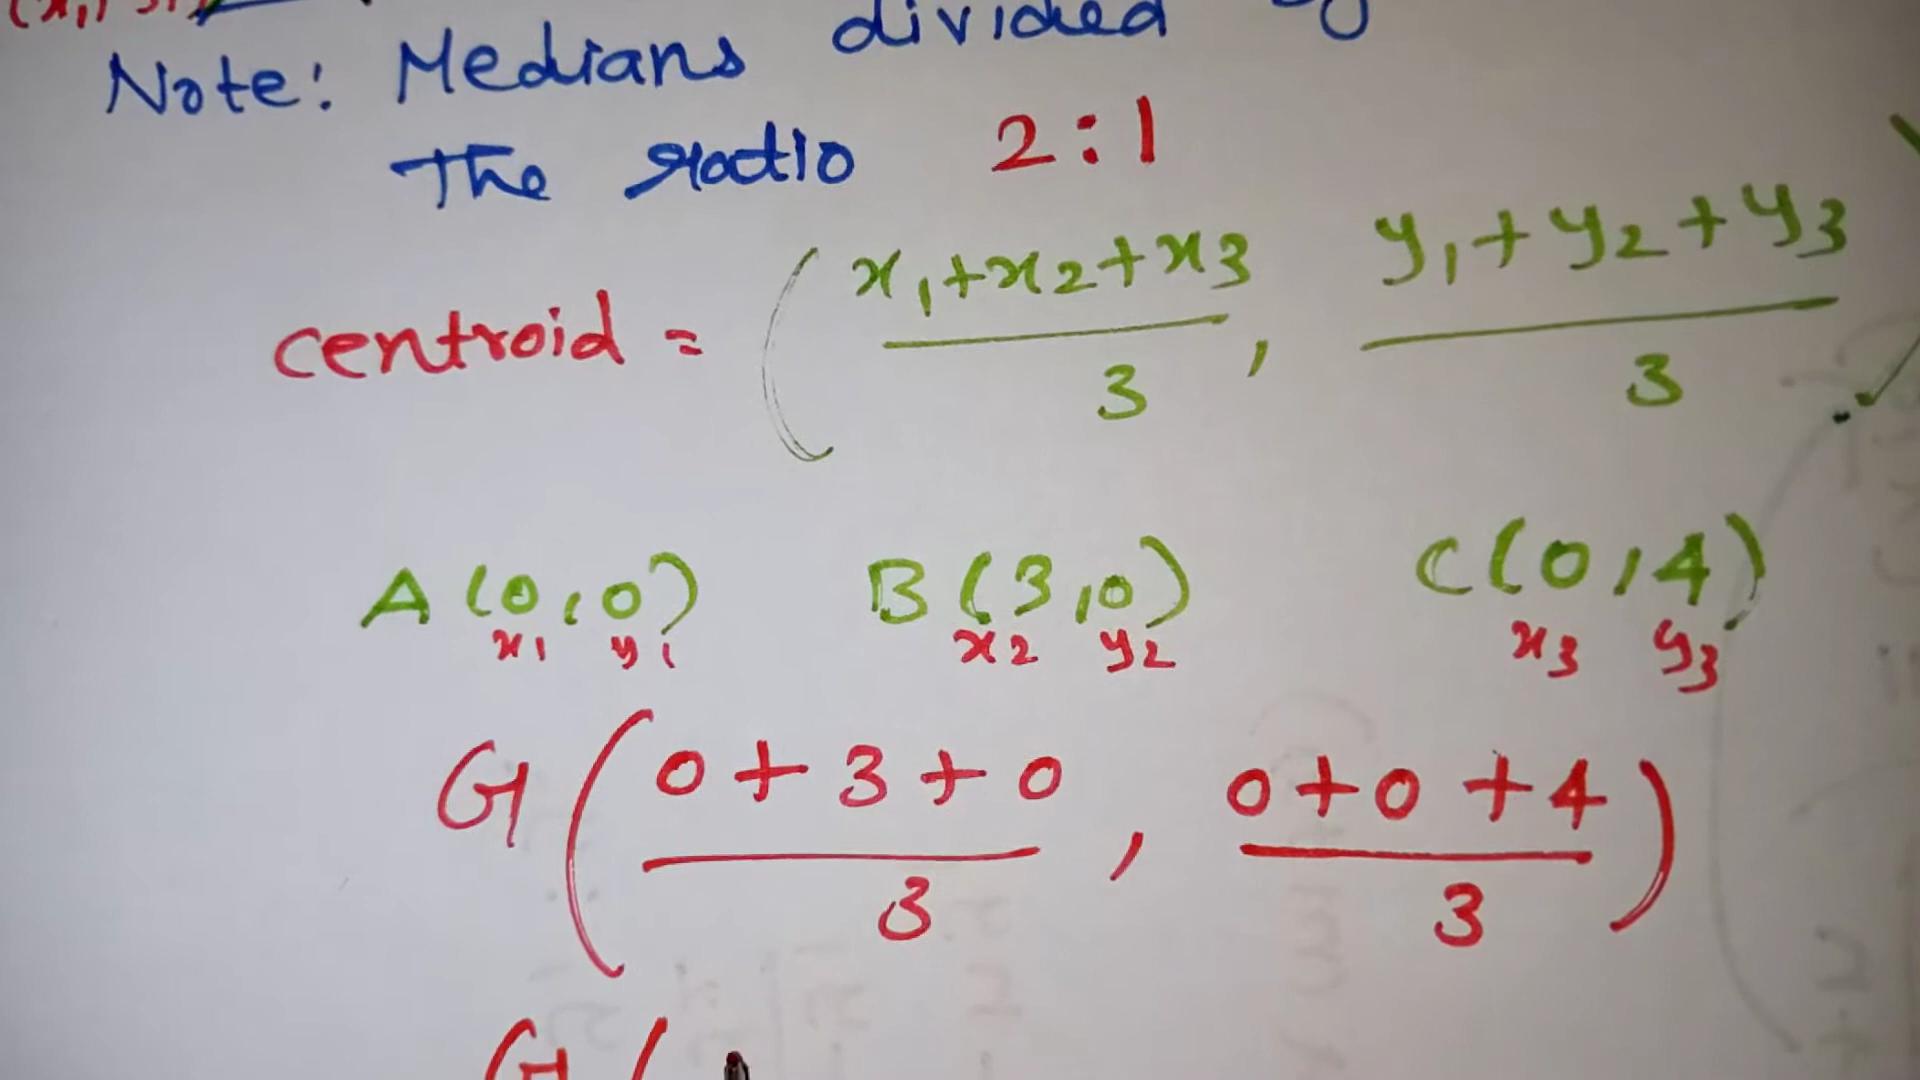 Note: Medians divided
The ratio 2:1
centroid = ( x1+x2+x3 / 3 , y1+y2+y3 / 3
A(0,0) B(3,0) C(0,4)
x1 y1 x2 y2 x3 y3
G( 0+3+0 / 3 , 0+0+4 / 3 )
G(